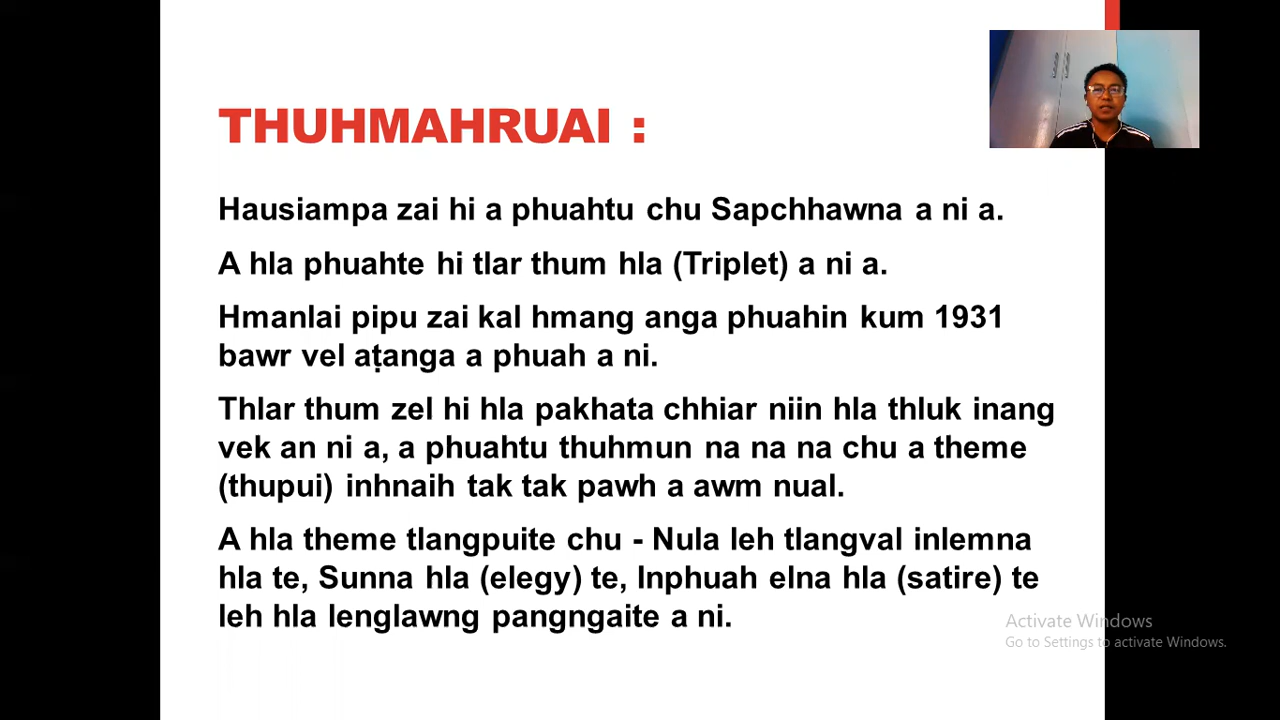 THUHMAHRUAI :
Hausiampa zai hi a phuahtu chu Sapchhawna a ni a.
A hla phuahte hi tlar thum hla (Triplet) a ni a.
Hmanlai pipu zai kal hmang anga phuahin kum 1931
bawr vel aṭanga a phuah a ni.
Thlar thum zel hi hla pakhata chhiar niin hla thluk inang
vek an ni a, a phuahtu thuhmun na na na chu a theme
(thupui) inhnaih tak tak pawh a awm nual.
A hla theme tlangpuite chu - Nula leh tlangval inlemna
hla te, Sunna hla (elegy) te, Inphuah elna hla (satire) te
leh hla lenglawng pangngaite a ni.
Activate Windows
Go to Settings to activate Windows.